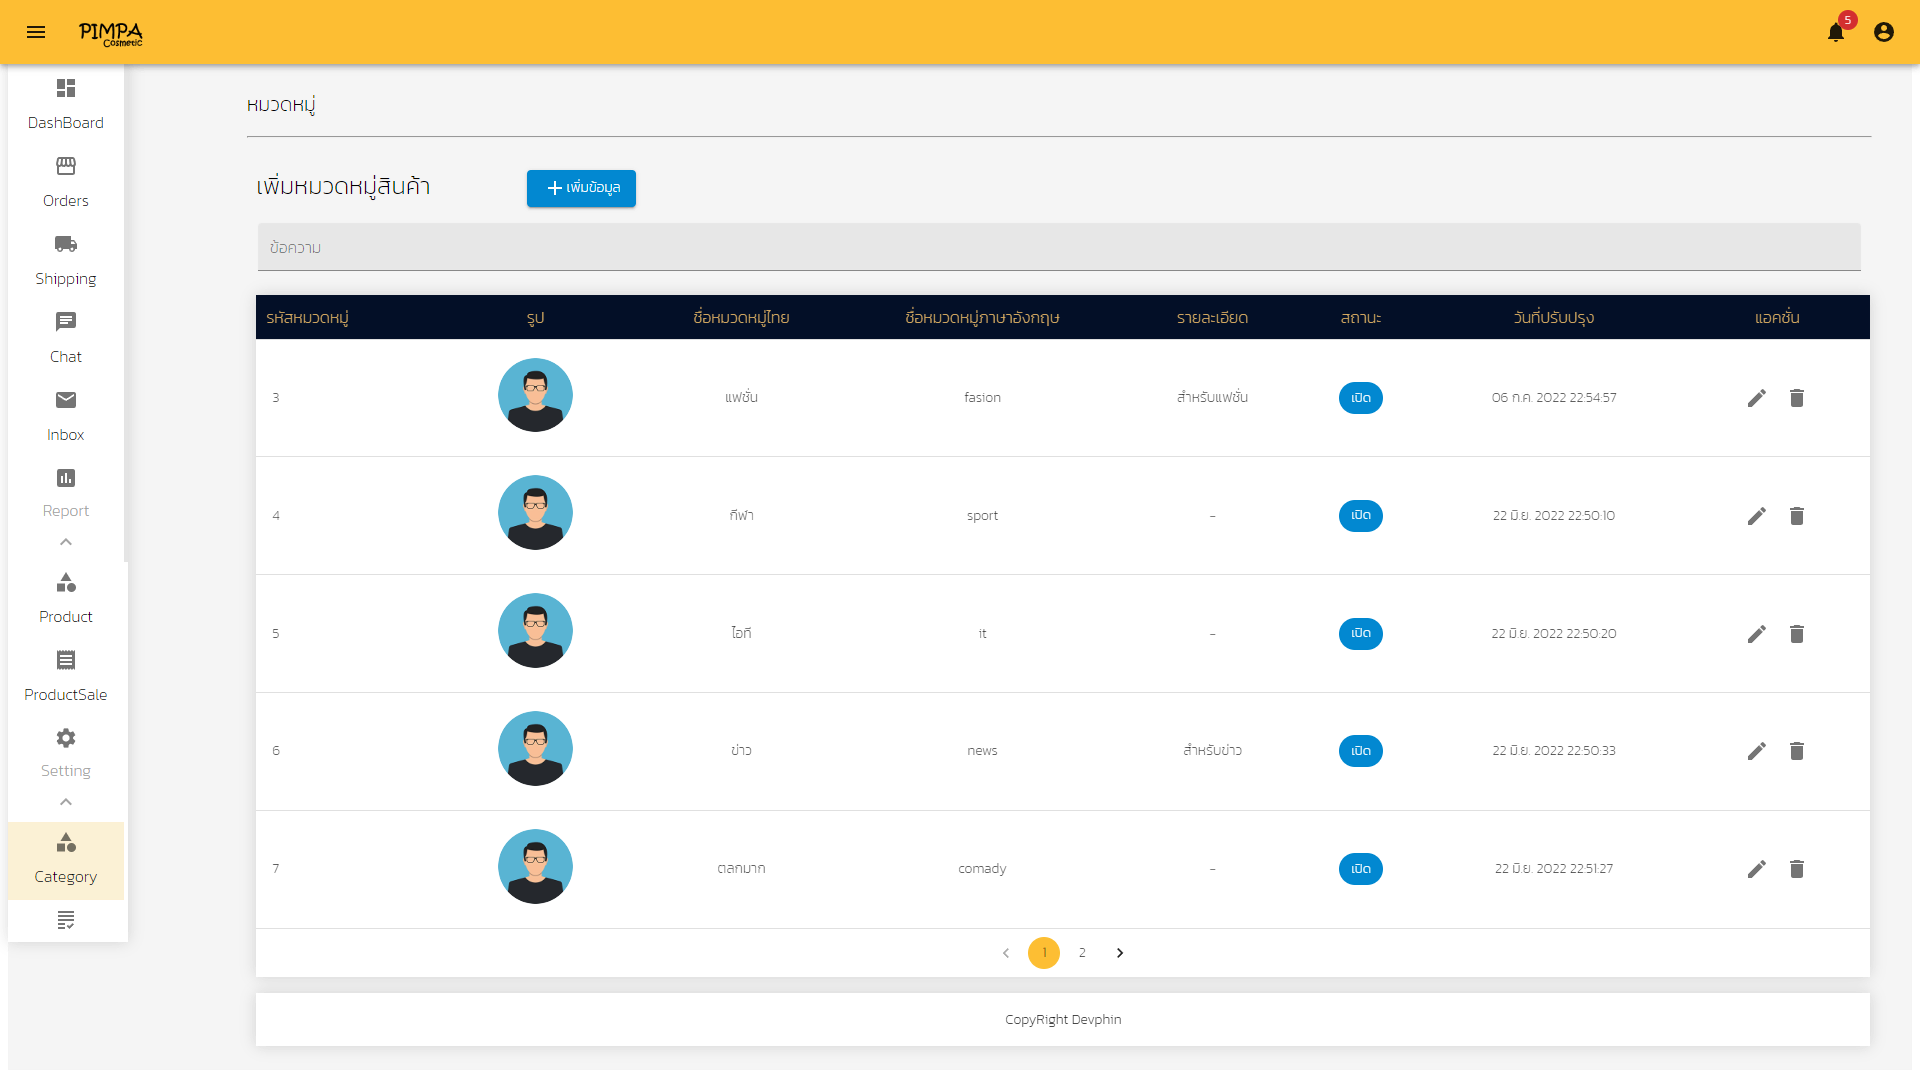 PIMPA
Cosmetic
5
DashBoard
Orders
Shipping
Chat
Inbox
Report
Product
ProductSale
Setting
Category
หมวดหมู่
เพิ่มหมวดหมู่สินค้า
เพิ่มข้อมูล
ข้อความ
รหัสหมวดหมู่ รูป ชื่อหมวดหมู่ไทย ชื่อหมวดหมู่ภาษาอังกฤษ รายละเอียด สถานะ วันที่ปรับปรุง แอคชั่น
3 แฟชั่น fasion สำหรับแฟชั่น เปิด 06 ก.ค. 2022 22:54:57
4 กีฬา sport - เปิด 22 มิ.ย. 2022 22:50:10
5 ไอที it - เปิด 22 มิ.ย. 2022 22:50:20
6 ข่าว news สำหรับข่าว เปิด 22 มิ.ย. 2022 22:50:33
7 ตลกมาก comady - เปิด 22 มิ.ย. 2022 22:51:27
1 2
CopyRight Devphin